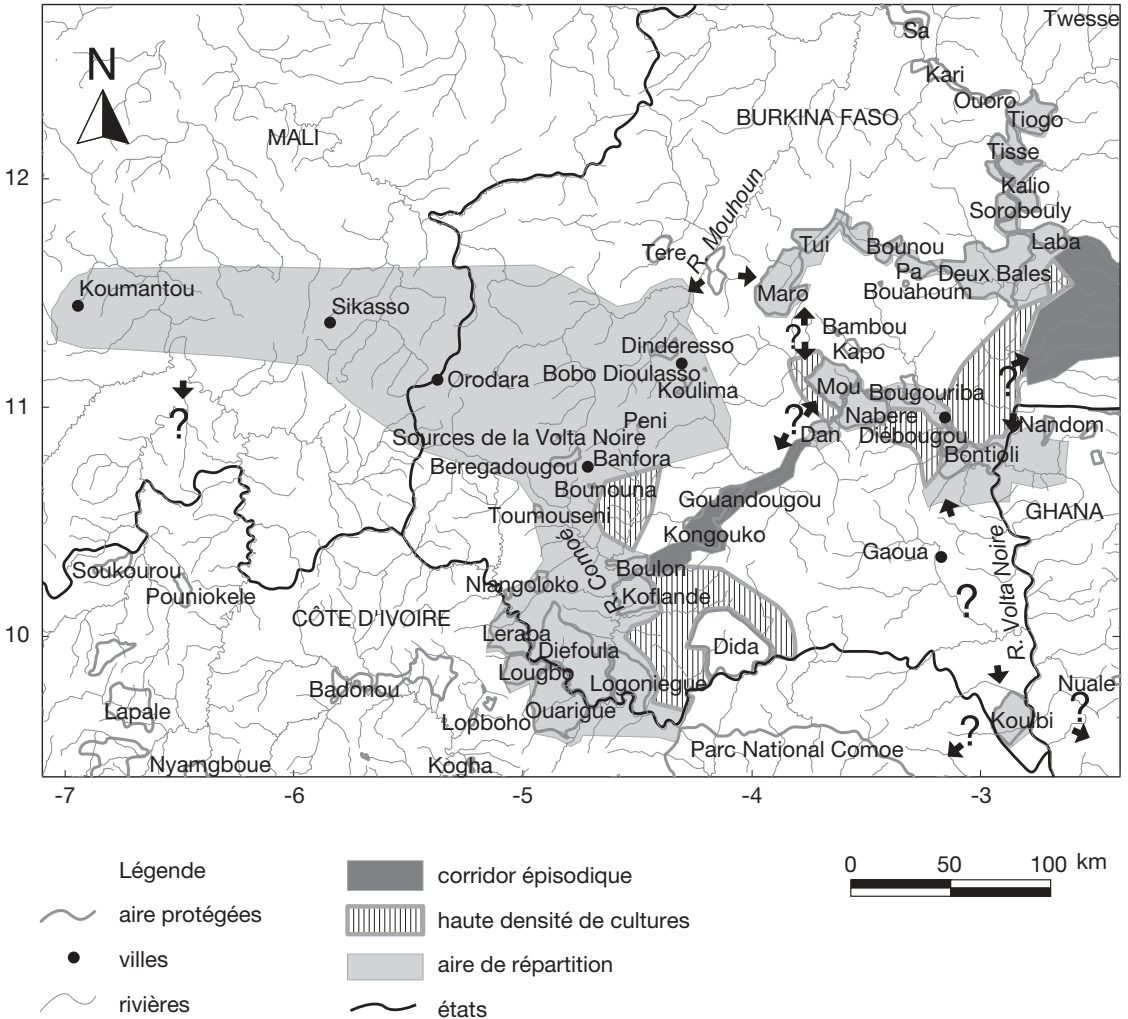 Sa
Twesse
N
Kari
Ouoro
Tiogo
BURKINA FASO
MALI
Tisse
12
Kalio
R. Mouhoun
Sorobouly
Tui
Bounou
Laba
Tere
Pa
Deux Bales
Koumantou
Maro
Bouahoum
Sikasso
?
Bambou
Dinderesso
Kapo
Orodara
Bobo Dioulasso
Koulima
Mou
Bougouriba
?
11
?
?
Peni
Nabere
Nandom
Sources de la Volta Noire
Dan
Diébougou
Beregadougou
Banfora
Bontioli
Bounouna
Gouandougou
Toumouseni
GHANA
Kongouko
R. Comoé
Gaoua
Soukourou
Boulon
Niangoloko
Pouniokele
Koflande
?
R. Volta Noire
CÔTE D'IVOIRE
10
Leraba
Diefoula
Dida
Lougbo
Badonou
Logoniegue
Nuale
Lapale
Ouarigue
?
Lopboho
Koulbi
?
Parc National Comoe
Nyamgboue
Kogha
-7 -6 -5 -4 -3
Légende
aire protégées
villes
rivières
corridor épisodique
haute densité de cultures
aire de répartition
états
0 50 100 km